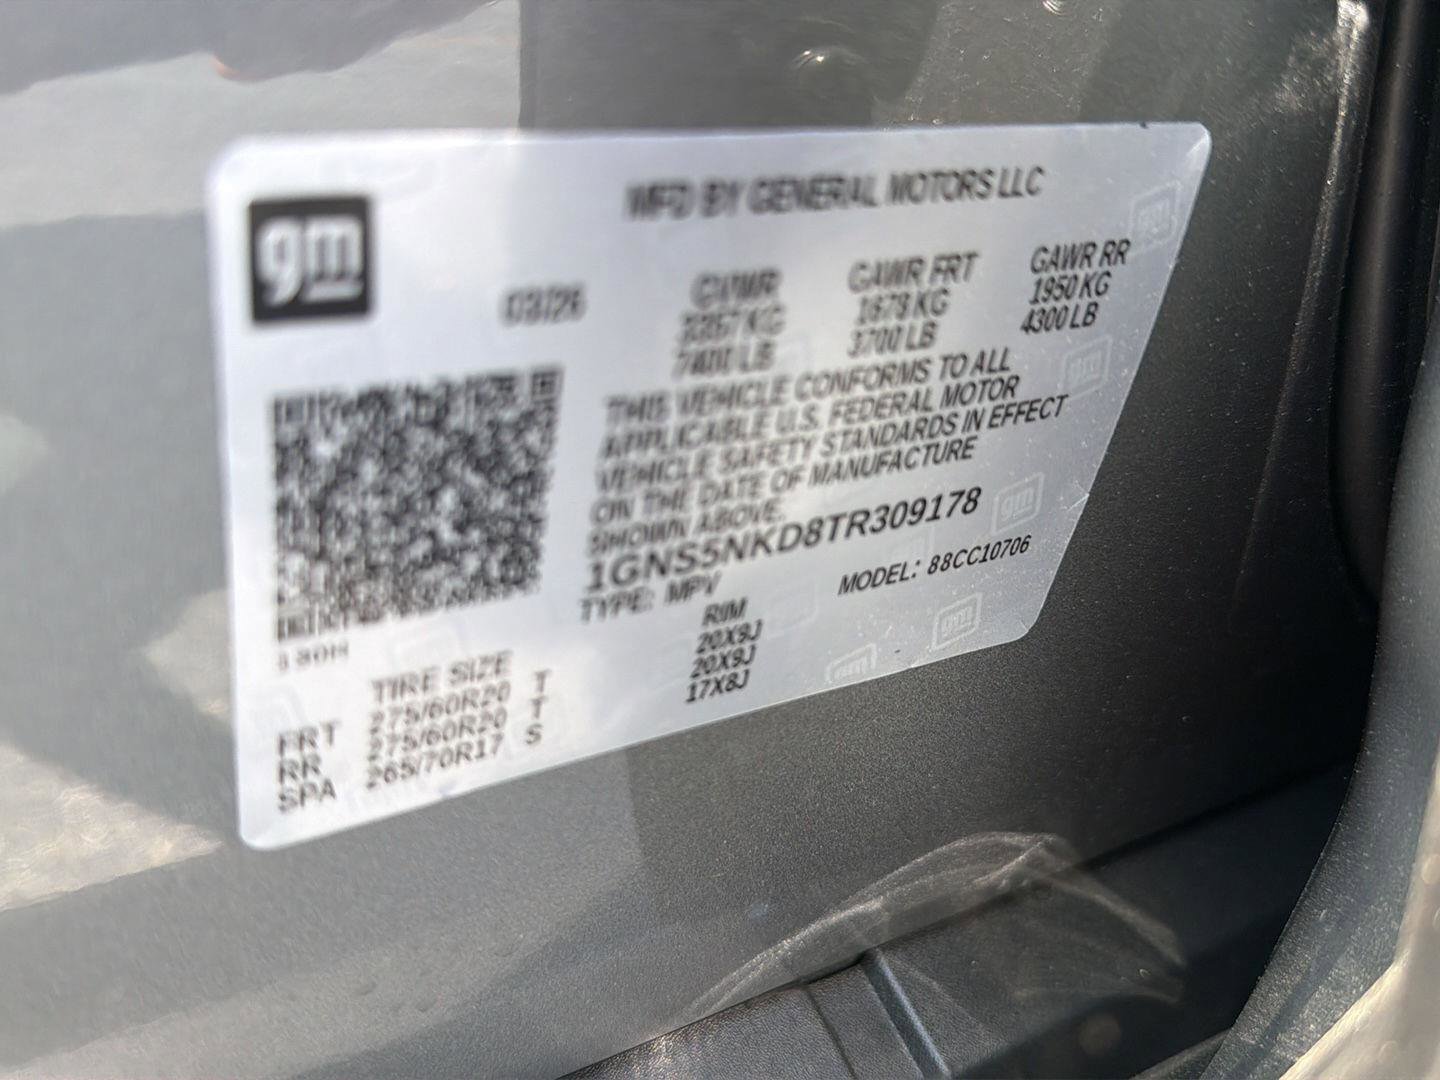 gm
MFD BY GENERAL MOTORS LLC
03/26
GVWR GAWR FRT GAWR RR
3357 KG 1678 KG 1950 KG
7400 LB 3700 LB 4300 LB
THIS VEHICLE CONFORMS TO ALL
APPLICABLE U.S. FEDERAL MOTOR
VEHICLE SAFETY STANDARDS IN EFFECT
ON THE DATE OF MANUFACTURE
SHOWN ABOVE.
1GNS5NKD8TR309178
TYPE: MPV MODEL: 88CC10706
TIRE SIZE RIM
FRT 275/60R20 T 20X9J
RR 275/60R20 T 20X9J
SPA 265/70R17 S 17X8J